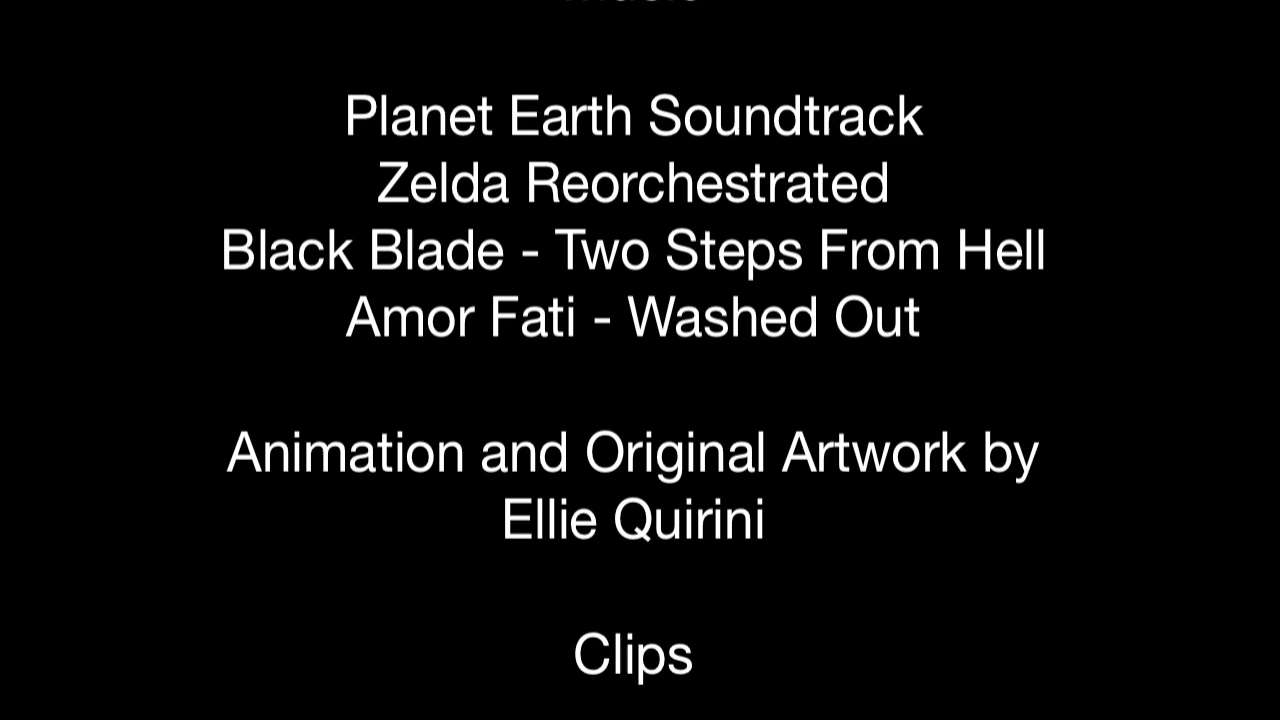 Planet Earth Soundtrack
Zelda Reorchestrated
Black Blade - Two Steps From Hell
Amor Fati - Washed Out
Animation and Original Artwork by
Ellie Quirini
Clips